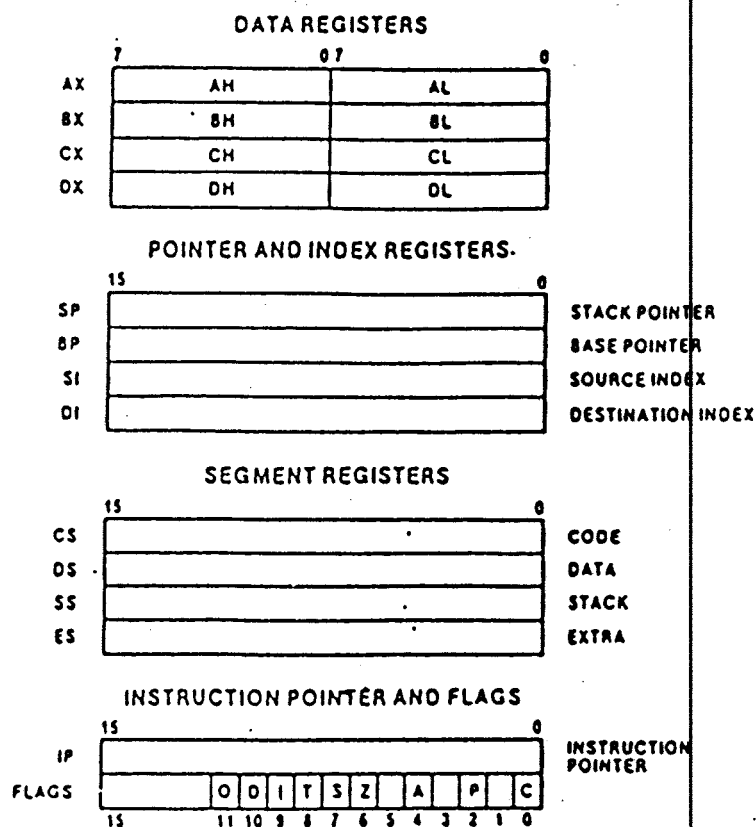 DATA REGISTERS
7 0 7 0
AX AH AL
BX BH BL
CX CH CL
DX DH DL
POINTER AND INDEX REGISTERS
15 0
SP STACK POINTER
BP BASE POINTER
SI SOURCE INDEX
DI DESTINATION INDEX
SEGMENT REGISTERS
15 0
CS CODE
DS DATA
SS STACK
ES EXTRA
INSTRUCTION POINTER AND FLAGS
15 0
IP INSTRUCTION
POINTER
FLAGS O D I T S Z A P C
15 11 10 9 8 7 6 5 4 3 2 1 0